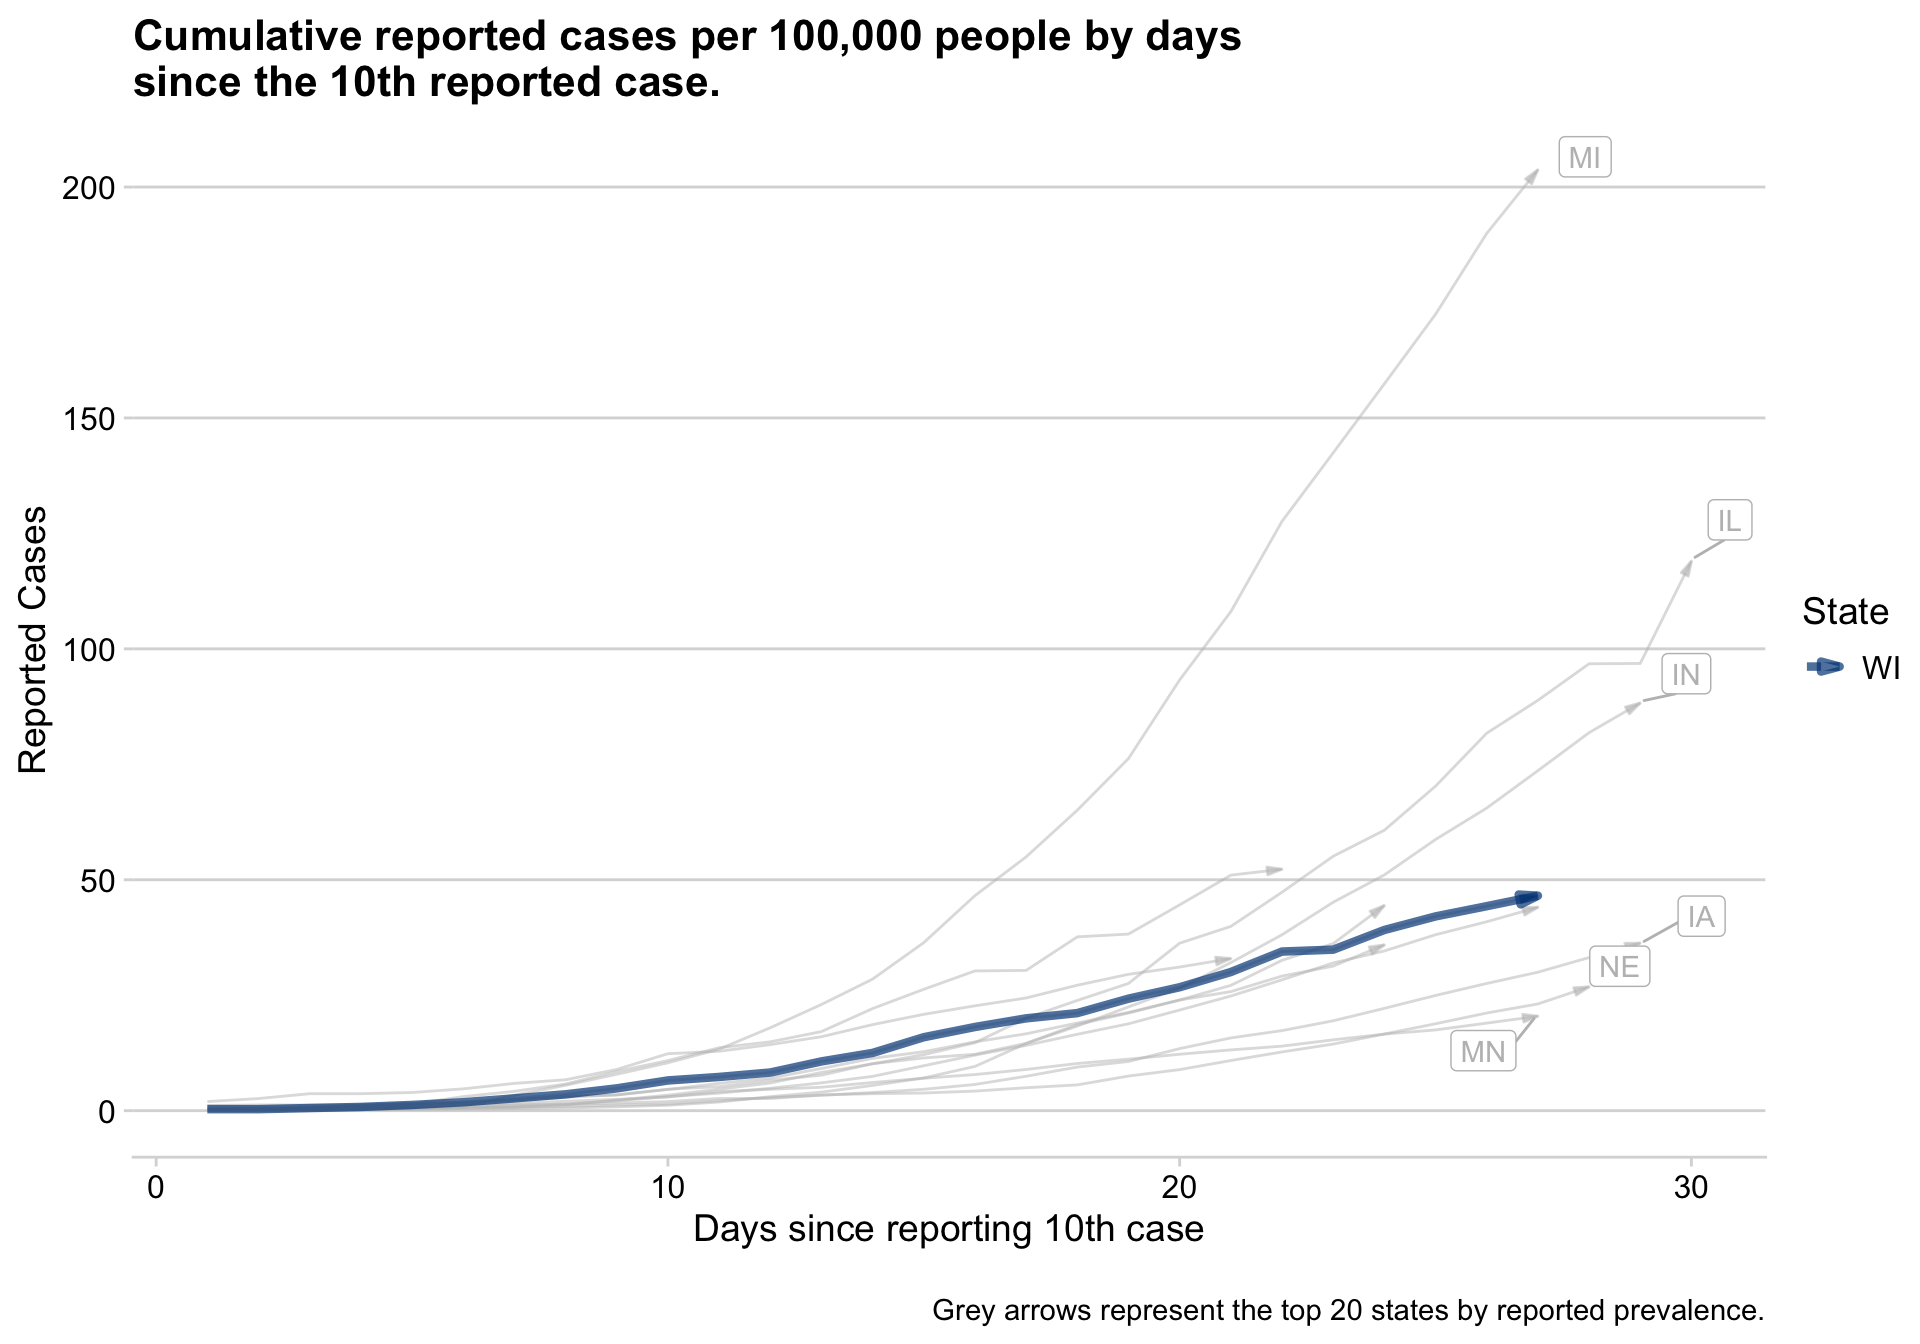 Cumulative reported cases per 100,000 people by days
since the 10th reported case.
MI
200
150
IL
State
WI
100
IN
Reported Cases
50
IA
NE
MN
0
0 10 20 30
Days since reporting 10th case
Grey arrows represent the top 20 states by reported prevalence.